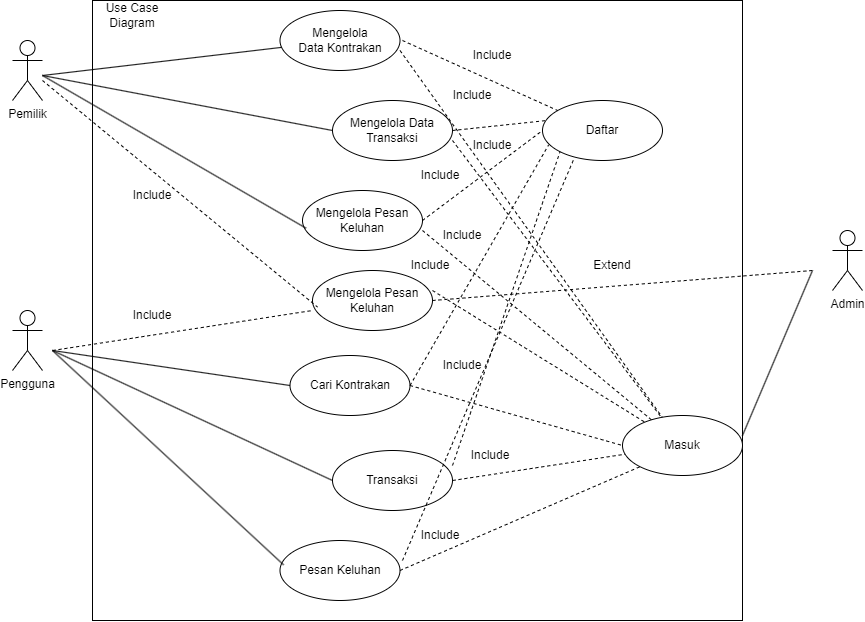 Use Case
Diagram
Mengelola
Data Kontrakan
Include
Pemilik
Include
Mengelola Data
Transaksi
Daftar
Include
Include
Include
Mengelola Pesan
Keluhan
Include
Include
Extend
Mengelola Pesan
Keluhan
Admin
Include
Pengguna
Include
Cari Kontrakan
Masuk
Include
Transaksi
Include
Pesan Keluhan